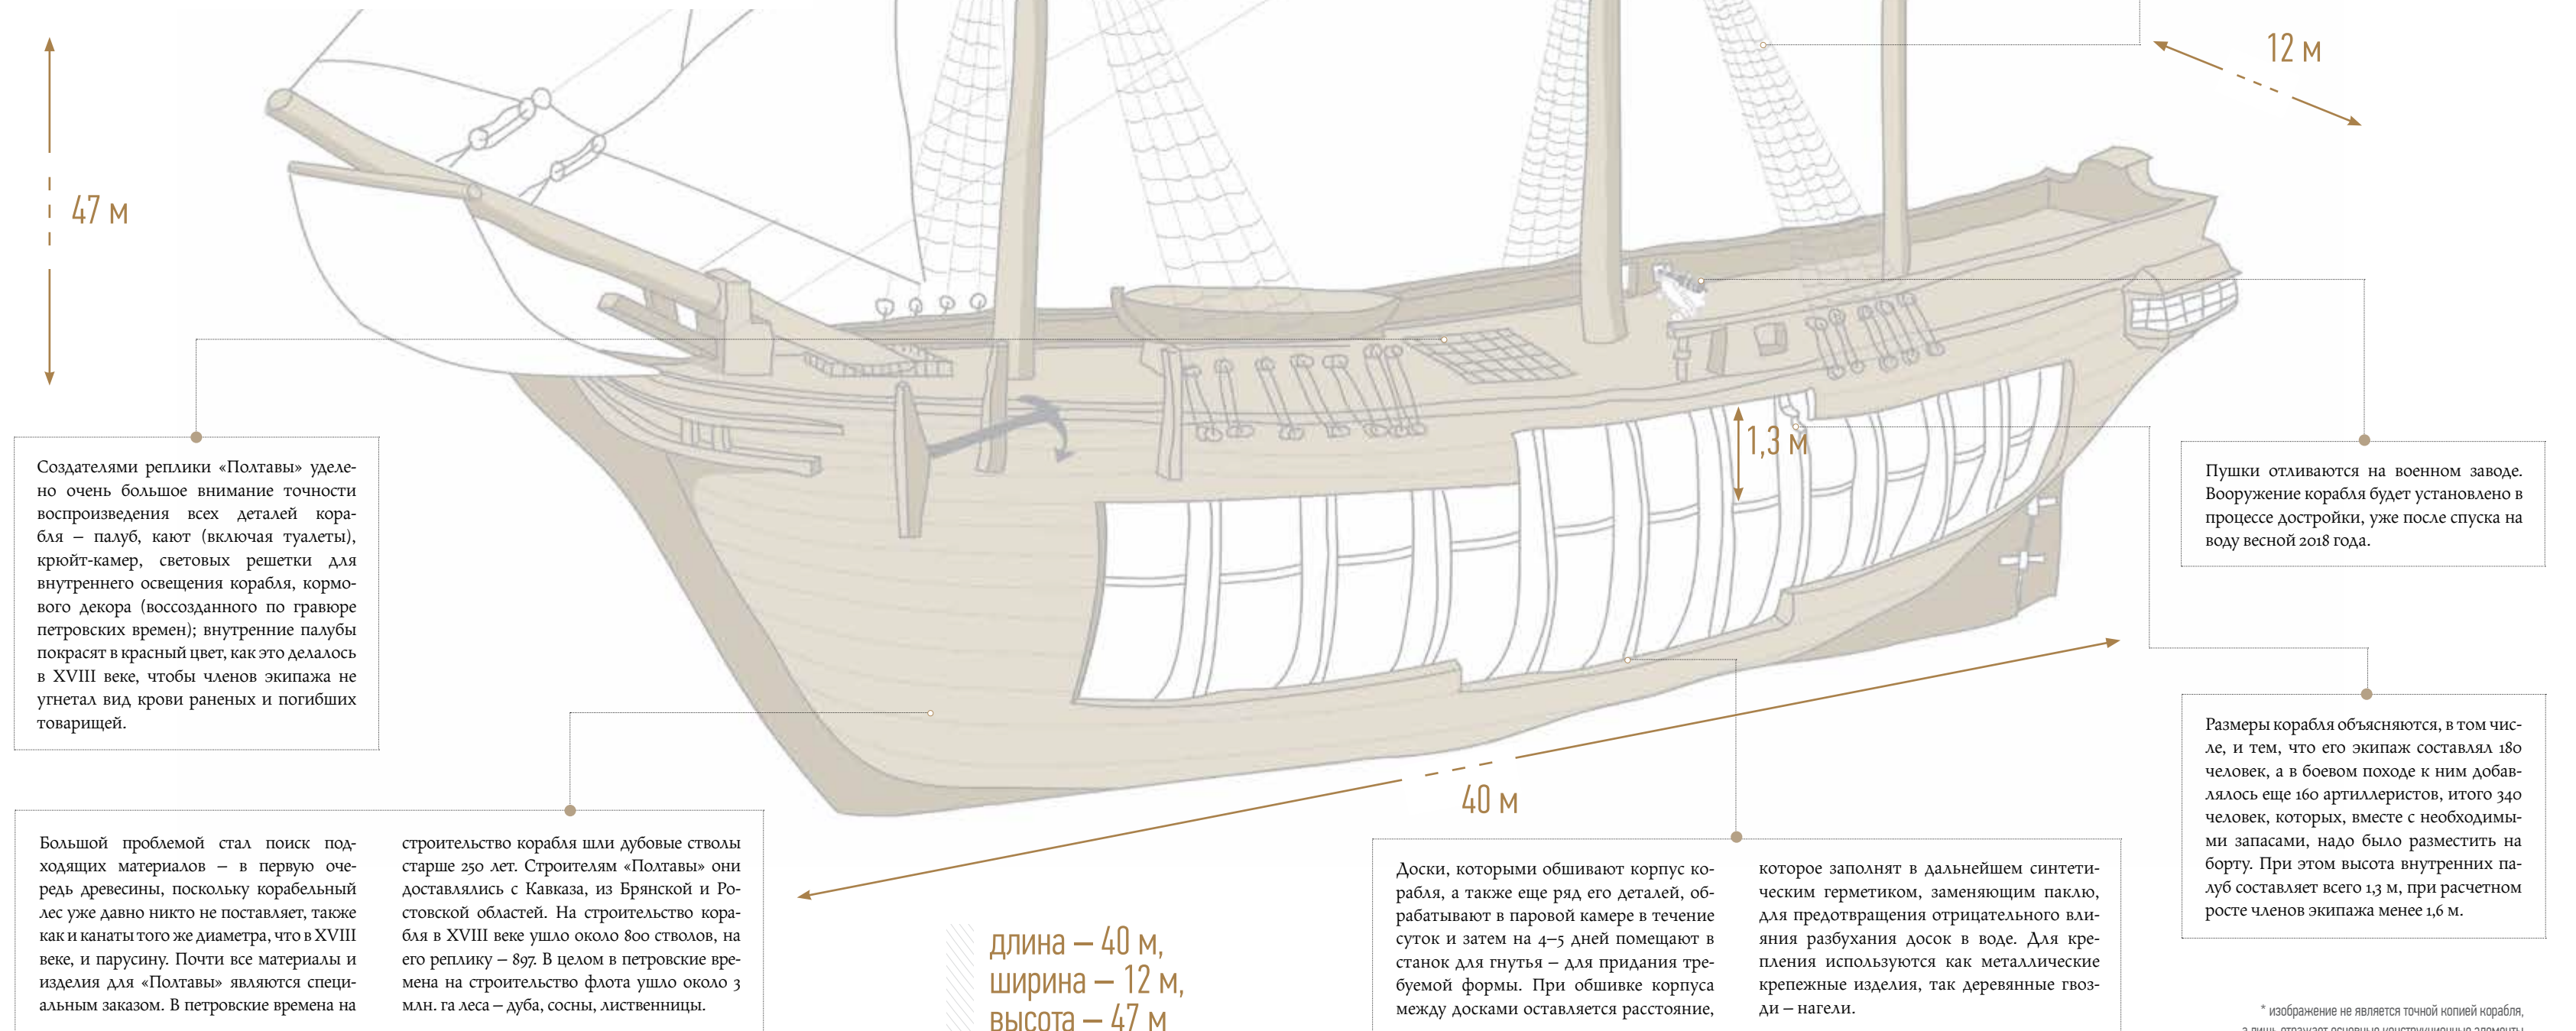 12 м
47 м
1,3 м
Создателями реплики «Полтавы» уделе-
но очень большое внимание точности
воспроизведения всех деталей кора-
бля – палуб, кают (включая туалеты),
крюйт-камер, световых решетки для
внутреннего освещения корабля, кормо-
вого декора (воссозданного по гравюре
петровских времен); внутренние палубы
покрасят в красный цвет, как это делалось
в XVIII веке, чтобы членов экипажа не
угнетал вид крови раненых и погибших
товарищей.
Пушки отливаются на военном заводе.
Вооружение корабля будет установлено в
процессе достройки, уже после спуска на
воду весной 2018 года.
Размеры корабля объясняются, в том чис-
ле, и тем, что его экипаж составлял 180
человек, а в боевом походе к ним добав-
лялось еще 160 артиллеристов, итого 340
человек, которых, вместе с необходимы-
ми запасами, надо было разместить на
борту. При этом высота внутренних па-
луб составляет всего 1,3 м, при расчетном
росте членов экипажа менее 1,6 м.
40 м
Большой проблемой стал поиск под-
ходящих материалов – в первую оче-
редь древесины, поскольку корабельный
лес уже давно никто не поставляет, также
как и канаты того же диаметра, что в XVIII
веке, и парусину. Почти все материалы и
изделия для «Полтавы» являются специ-
альным заказом. В петровские времена на
строительство корабля шли дубовые стволы
старше 250 лет. Строителям «Полтавы» они
доставлялись с Кавказа, из Брянской и Ро-
стовской областей. На строительство кора-
бля в XVIII веке ушло около 800 стволов, на
его реплику – 897. В целом в петровские вре-
мена на строительство флота ушло около 3
млн. га леса – дуба, сосны, лиственницы.
длина – 40 м,
ширина – 12 м,
высота – 47 м
Доски, которыми обшивают корпус ко-
рабля, а также еще ряд его деталей, об-
рабатывают в паровой камере в течение
суток и затем на 4–5 дней помещают в
станок для гнутья – для придания тре-
буемой формы. При обшивке корпуса
между досками оставляется расстояние,
которое заполнят в дальнейшем синтети-
ческим герметиком, заменяющим паклю,
для предотвращения отрицательного вли-
яния разбухания досок в воде. Для кре-
пления используются как металлические
крепежные изделия, так деревянные гвоз-
ди – нагели.
* изображение не является точной копией корабля,
а лишь отражает основные конструкционные элементы